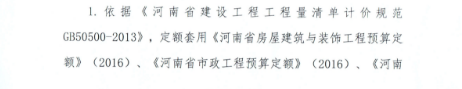 1. 依据《河南省建设工程工程量清单计价规范
GB50500-2013》，定额套用《河南省房屋建筑与装饰工程预算定
额》（2016）、《河南省市政工程预算定额》（2016）、《河南